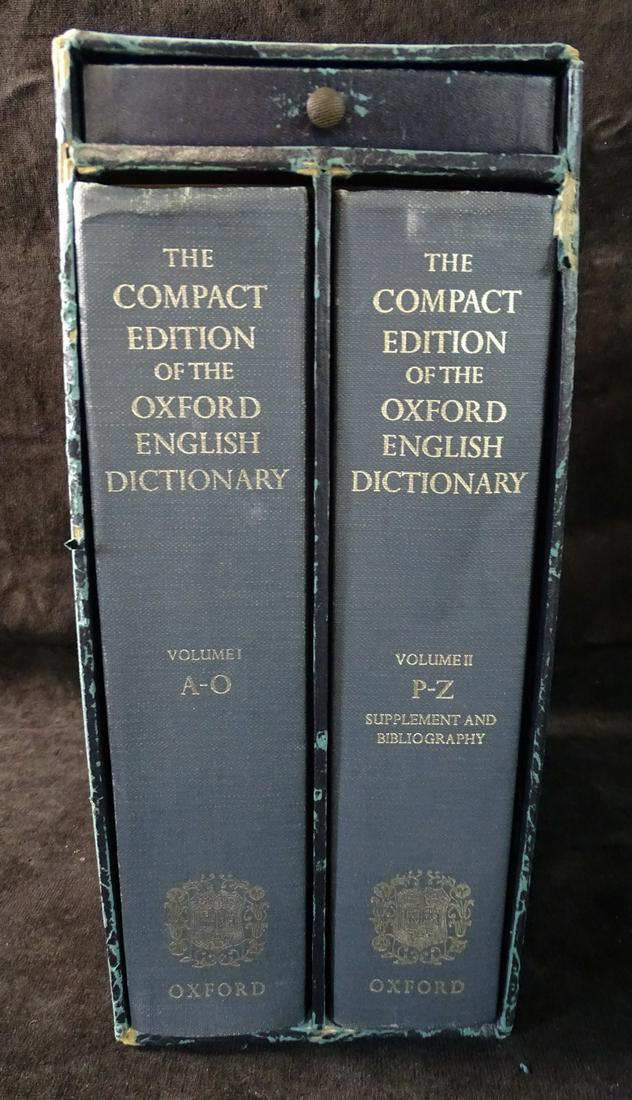 THE
COMPACT
EDITION
OF THE
OXFORD
ENGLISH
DICTIONARY
VOLUME I
A-O
OXFORD
THE
COMPACT
EDITION
OF THE
OXFORD
ENGLISH
DICTIONARY
VOLUME II
P-Z
SUPPLEMENT AND
BIBLIOGRAPHY
OXFORD